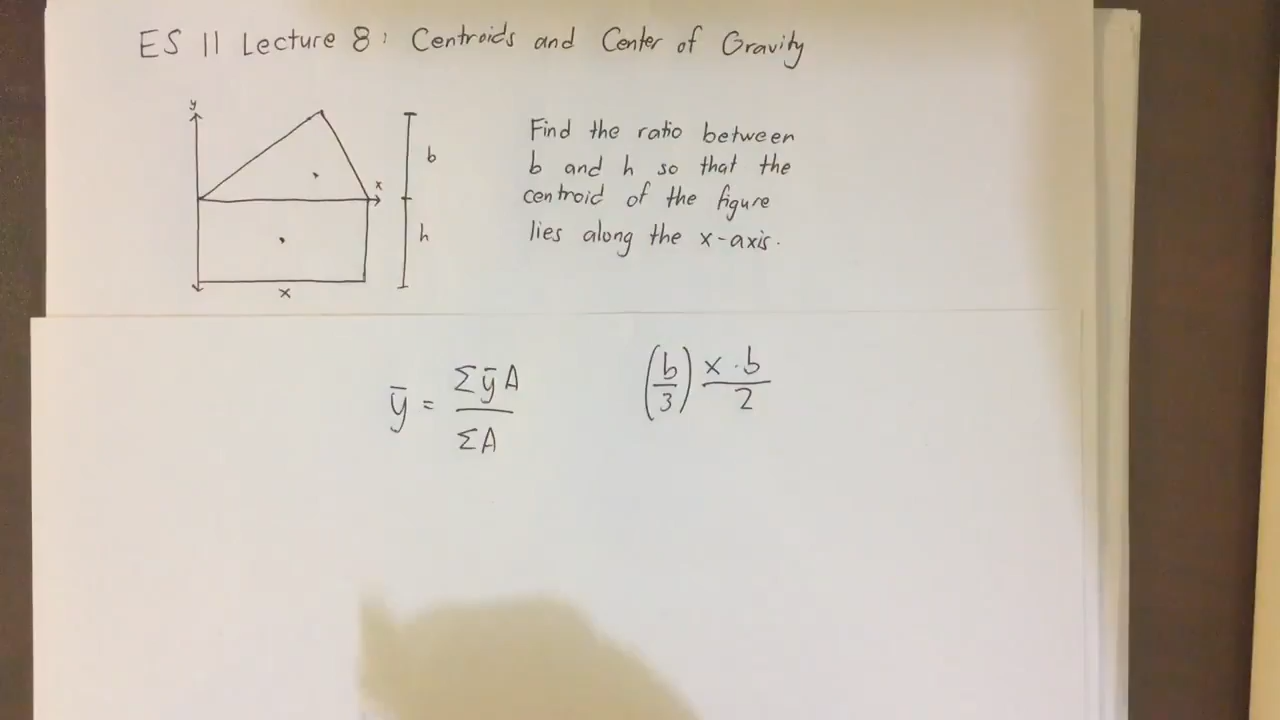 ES 11 Lecture 8: Centroids and Center of Gravity
y
x
b
h
x
Find the ratio between
b and h so that the
centroid of the figure
lies along the x-axis.
ȳ = ΣȳA / ΣA
(b/3) x·b/2